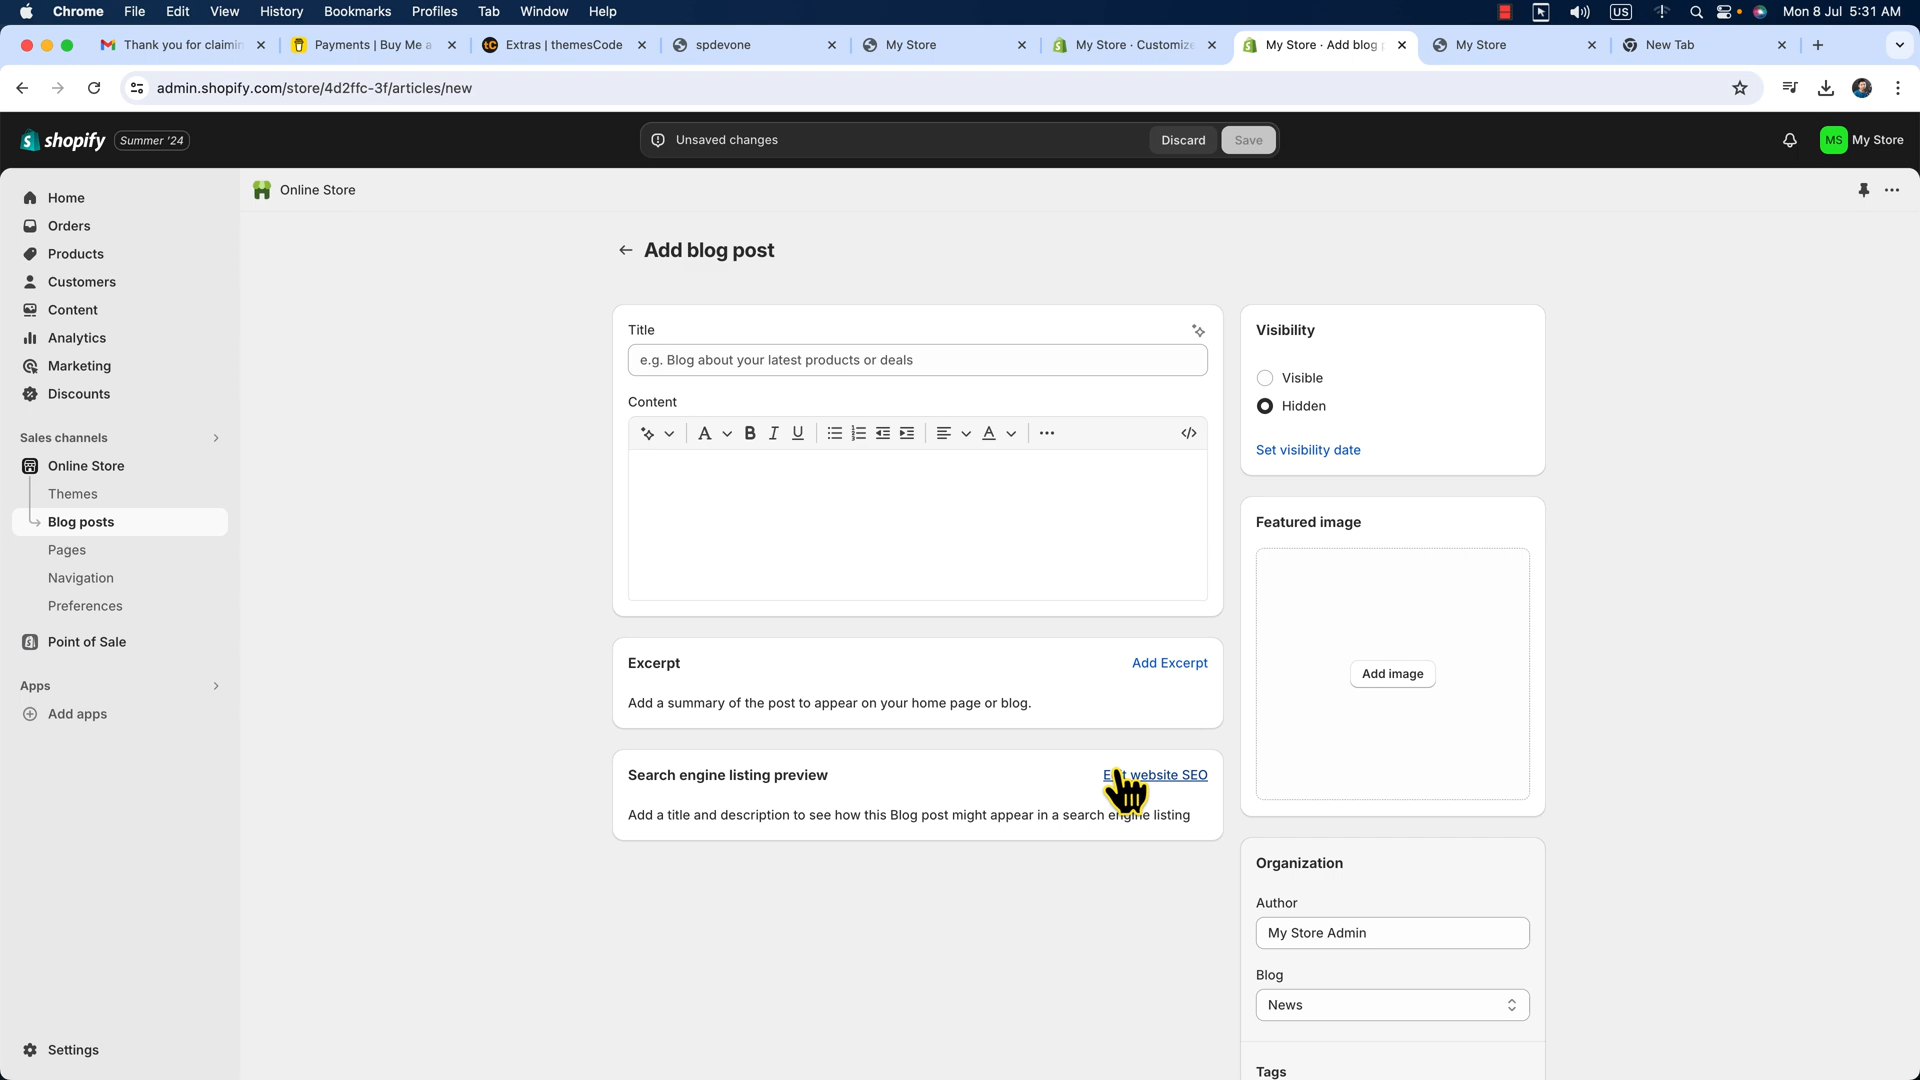 Chrome File Edit View History Bookmarks Profiles Tab Window Help US Mon 8 Jul 5:31 AM
Thank you for claimin Payments | Buy Me a tc Extras | themesCode spdevone My Store My Store · Customize My Store · Add blog My Store New Tab
admin.shopify.com/store/4d2ffc-3f/articles/new
shopify Summer '24 Unsaved changes Discard Save MS My Store
Home
Orders
Products
Customers
Content
Analytics
Marketing
Discounts
Sales channels
Online Store
Themes
Blog posts
Pages
Navigation
Preferences
Point of Sale
Apps
Add apps
Settings
Online Store
Add blog post
Title
e.g. Blog about your latest products or deals
Content
A B I U A
Excerpt Add Excerpt
Add a summary of the post to appear on your home page or blog.
Search engine listing preview website SEO
Add a title and description to see how this Blog post might appear in a search engine listing
Visibility
Visible
Hidden
Set visibility date
Featured image
Add image
Organization
Author
My Store Admin
Blog
News
Tags